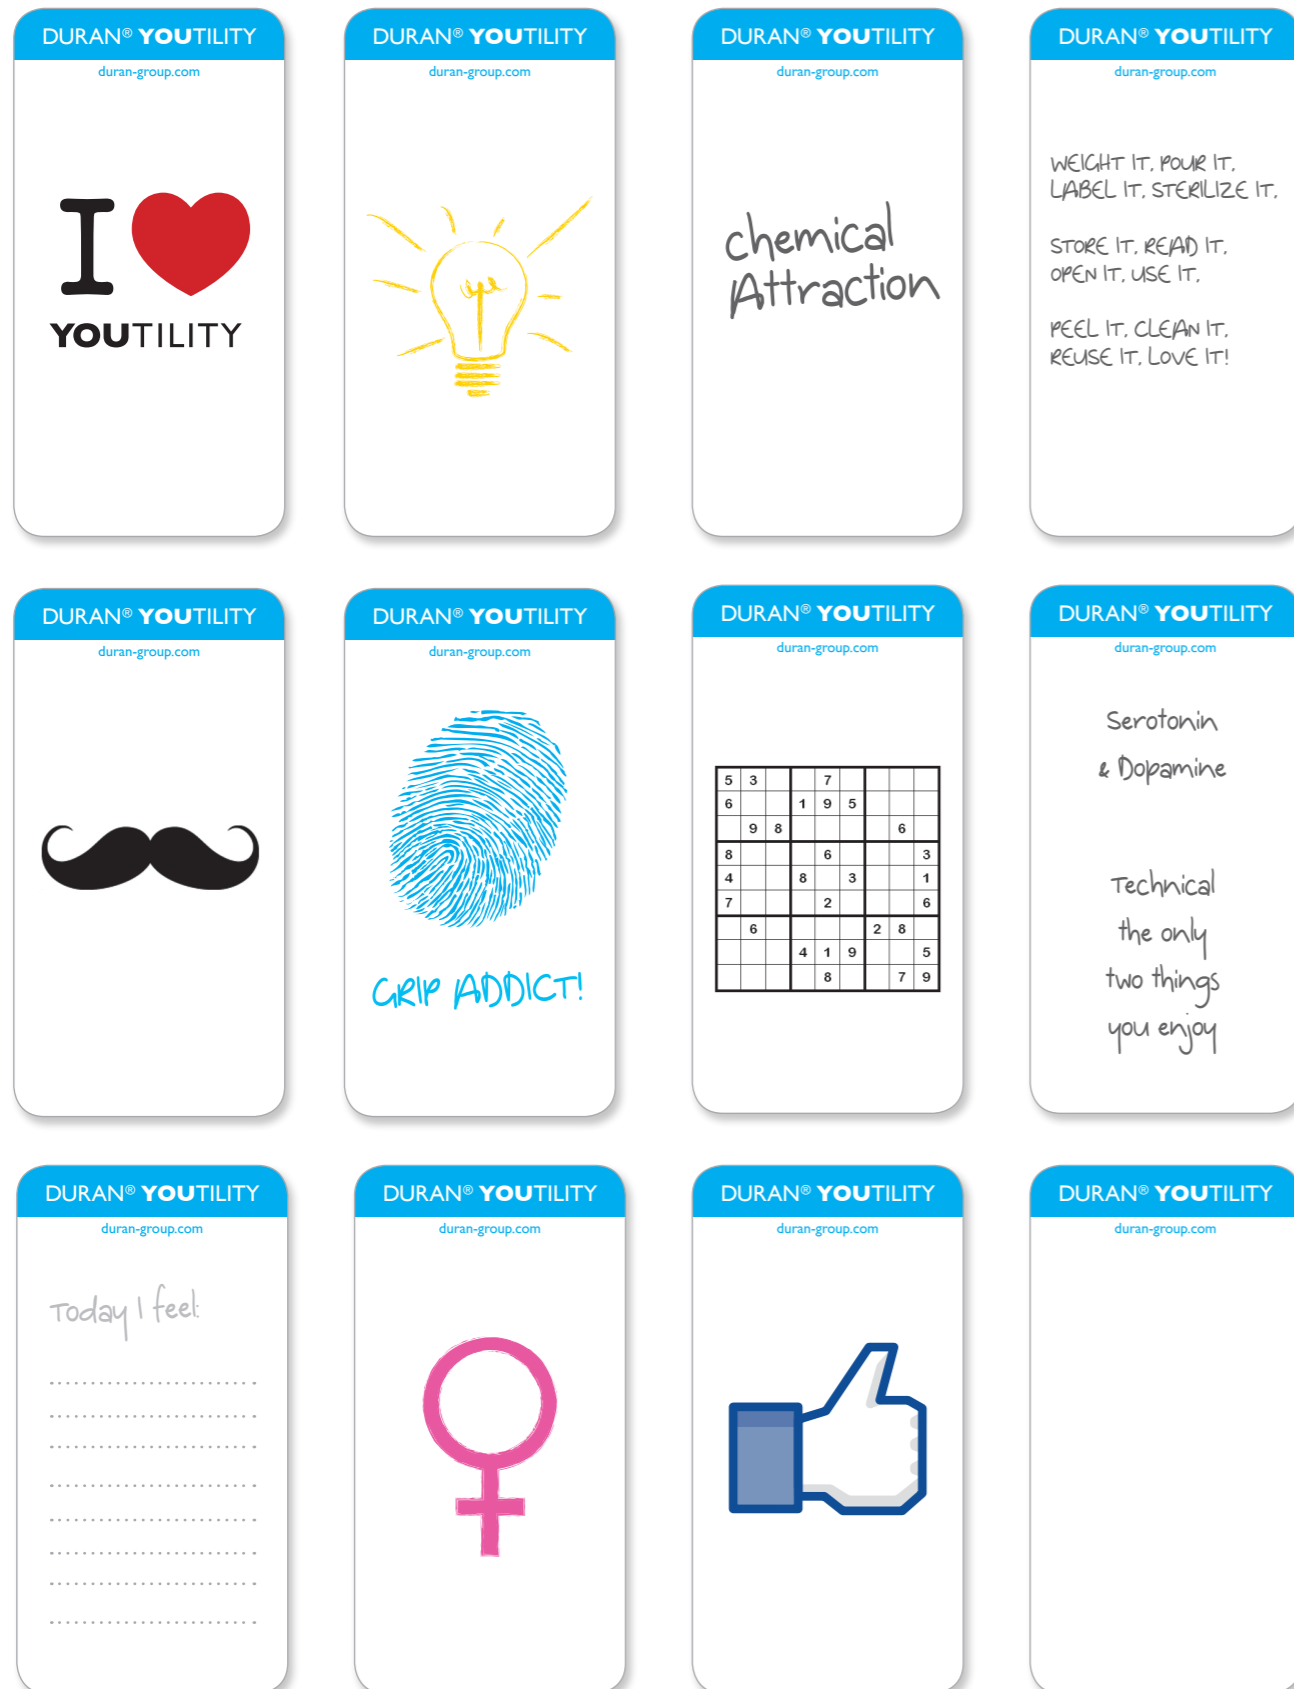 DURAN® YOUTILITY
duran-group.com
I
YOUTILITY
DURAN® YOUTILITY
duran-group.com
DURAN® YOUTILITY
duran-group.com
chemical
Attraction
DURAN® YOUTILITY
duran-group.com
WEIGHT IT, POUR IT,
LABEL IT, STERILIZE IT,
STORE IT, READ IT,
OPEN IT, USE IT,
PEEL IT, CLEAN IT,
REUSE IT, LOVE IT!
DURAN® YOUTILITY
duran-group.com
DURAN® YOUTILITY
duran-group.com
GRIP ADDICT!
DURAN® YOUTILITY
duran-group.com
5 3 7
6 1 9 5
9 8 6
8 6 3
4 8 3 1
7 2 6
6 2 8
4 1 9 5
8 7 9
DURAN® YOUTILITY
duran-group.com
Serotonin
& Dopamine
Technical
the only
two things
you enjoy
DURAN® YOUTILITY
duran-group.com
Today I feel:
DURAN® YOUTILITY
duran-group.com
DURAN® YOUTILITY
duran-group.com
DURAN® YOUTILITY
duran-group.com